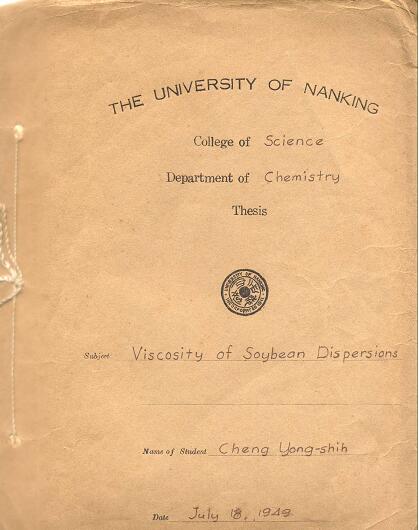 THE UNIVERSITY OF NANKING
College of Science
Department of Chemistry
Thesis
Subject Viscosity of Soybean Dispersions
Name of Student Cheng Yong-shih
Date July 18, 1949